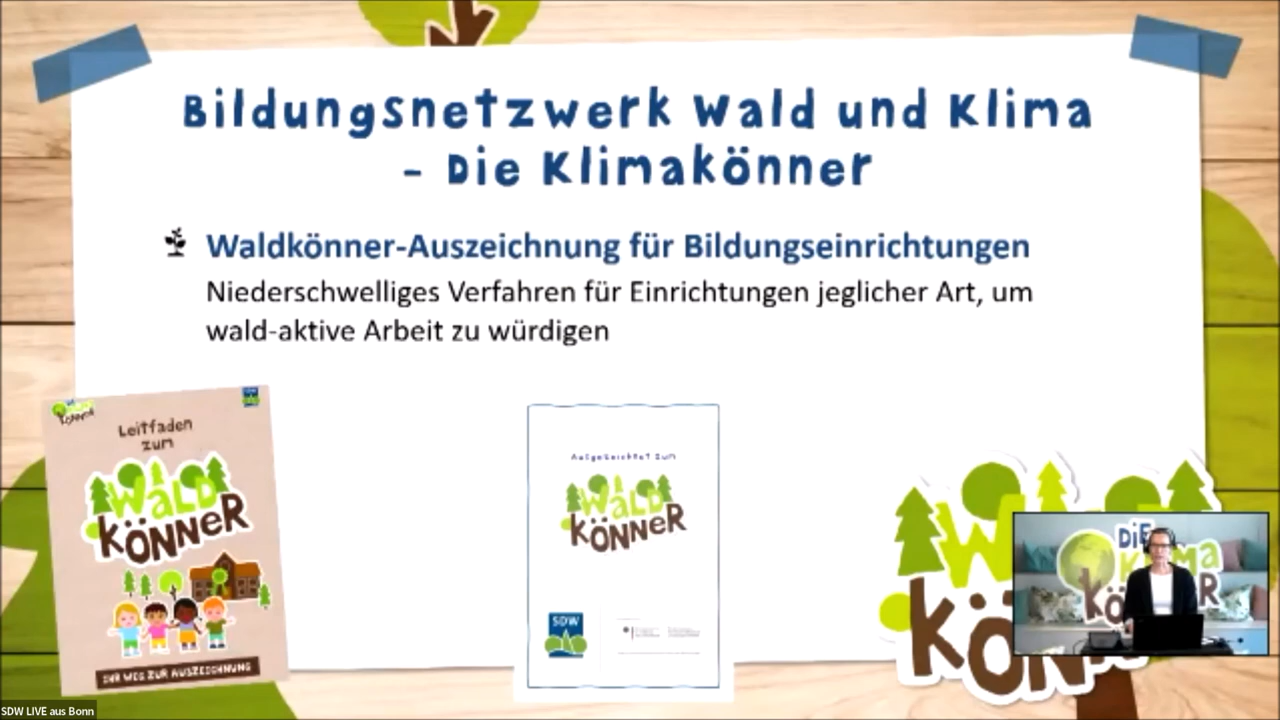 Bildungsnetzwerk Wald und Klima
- Die Klimakönner
Waldkönner-Auszeichnung für Bildungseinrichtungen
Niederschwelliges Verfahren für Einrichtungen jeglicher Art, um
wald-aktive Arbeit zu würdigen
Leitfaden
zum
WALD
KÖNNER
IHR WEG ZUR AUSZEICHNUNG
Ausgezeichnet zum
WALD
KÖNNER
SDW
KÖNN
DIE
KLIMA
KÖNNER
SDW LIVE aus Bonn